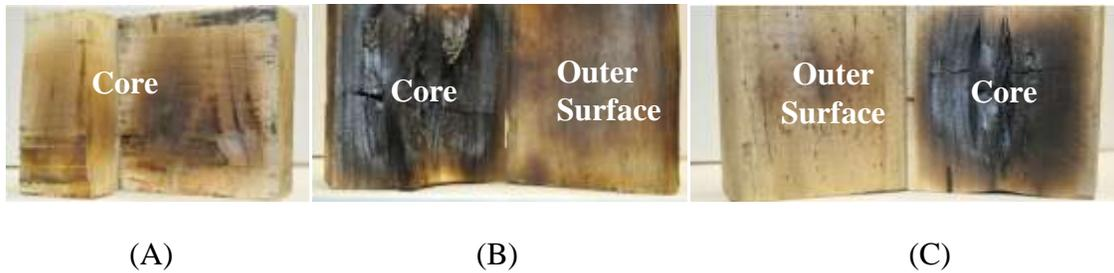 Core
Core
Outer
Surface
Outer
Surface
Core
(A)
(B)
(C)